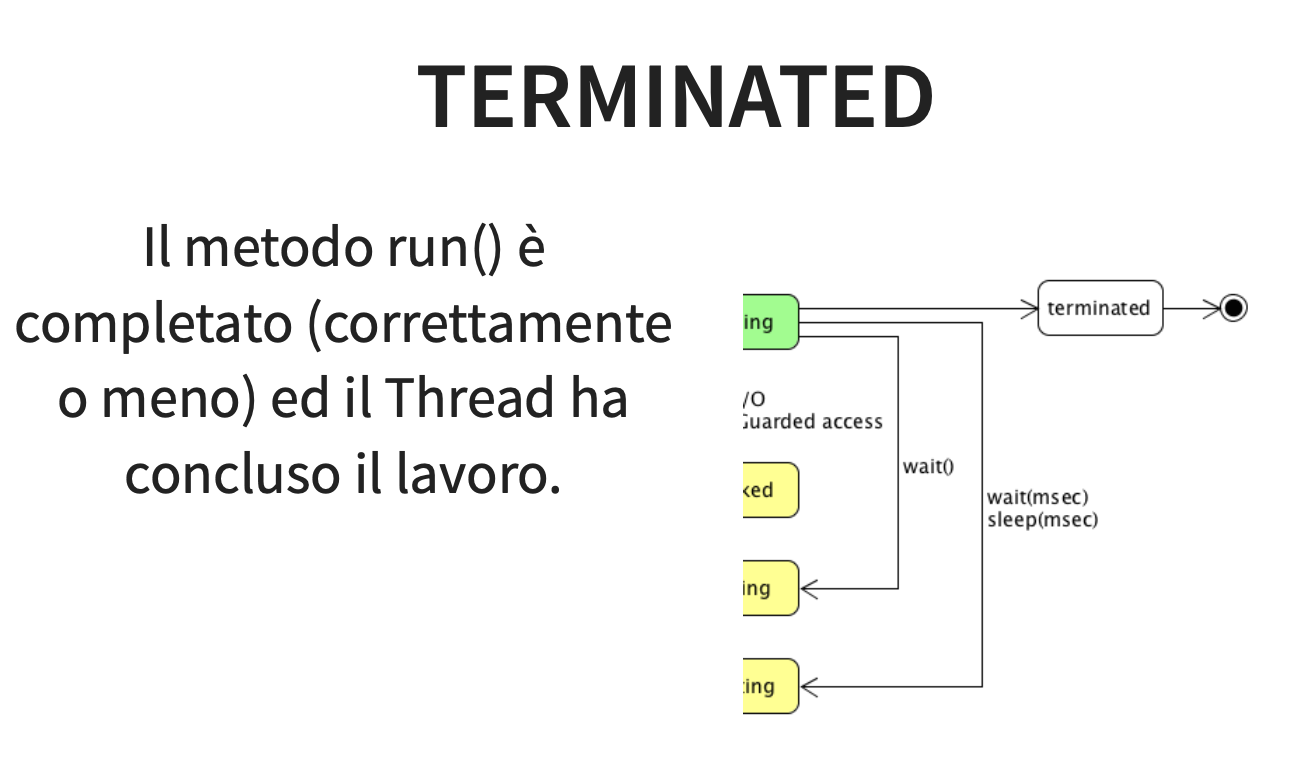 TERMINATED
Il metodo run() è
completato (correttamente
o meno) ed il Thread ha
concluso il lavoro.
terminated
ing
/O
Guarded access
wait()
ked
wait(msec)
sleep(msec)
ing
ting